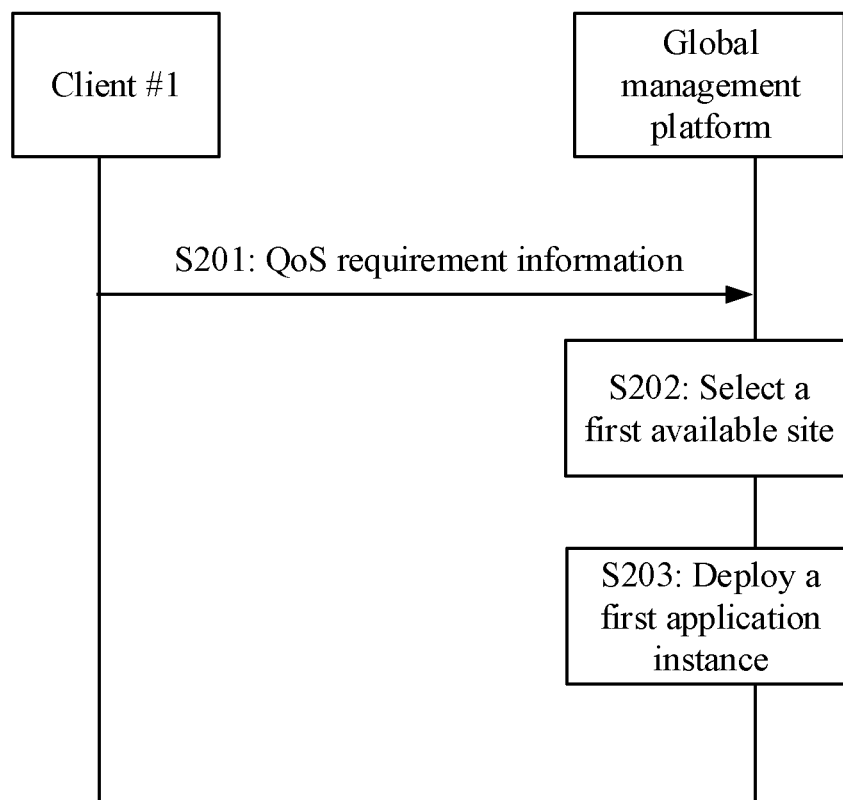 Client #1
Global
management
platform
S201: QoS requirement information
S202: Select a
first available site
S203: Deploy a
first application
instance